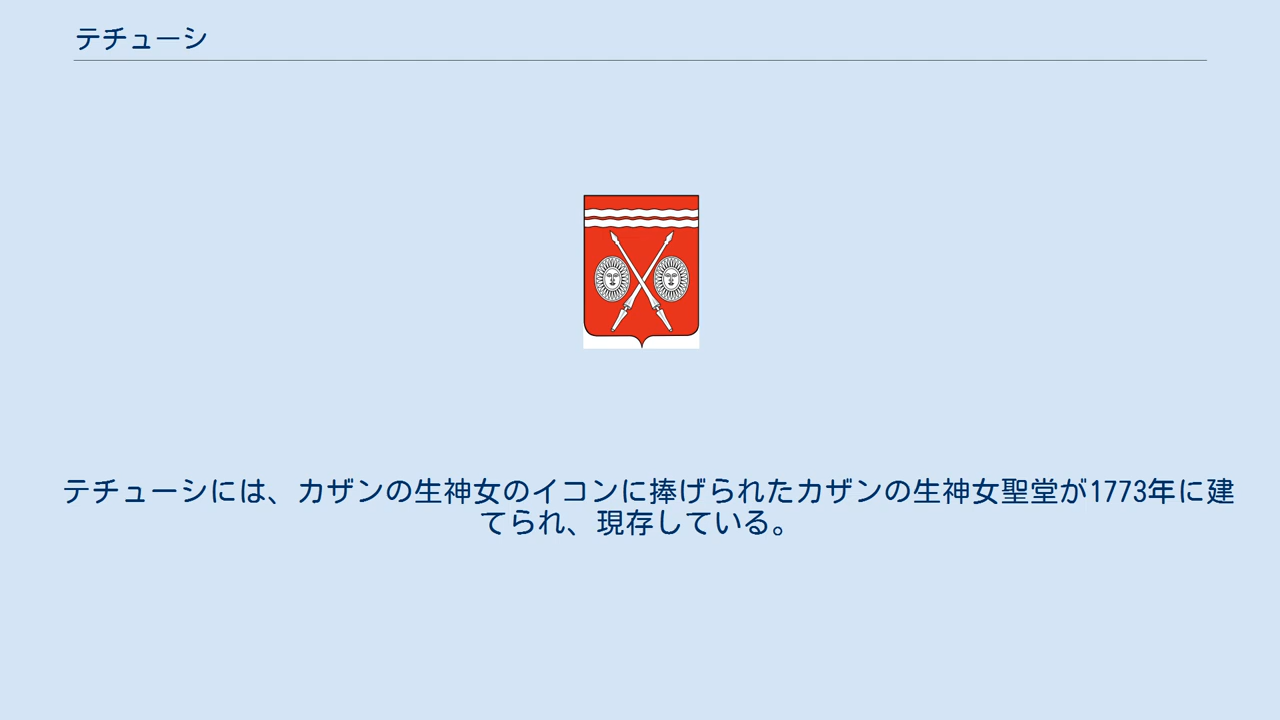 テチューシ
テチューシには、カザンの生神女のイコンに捧げられたカザンの生神女聖堂が1773年に建
てられ、現存している。